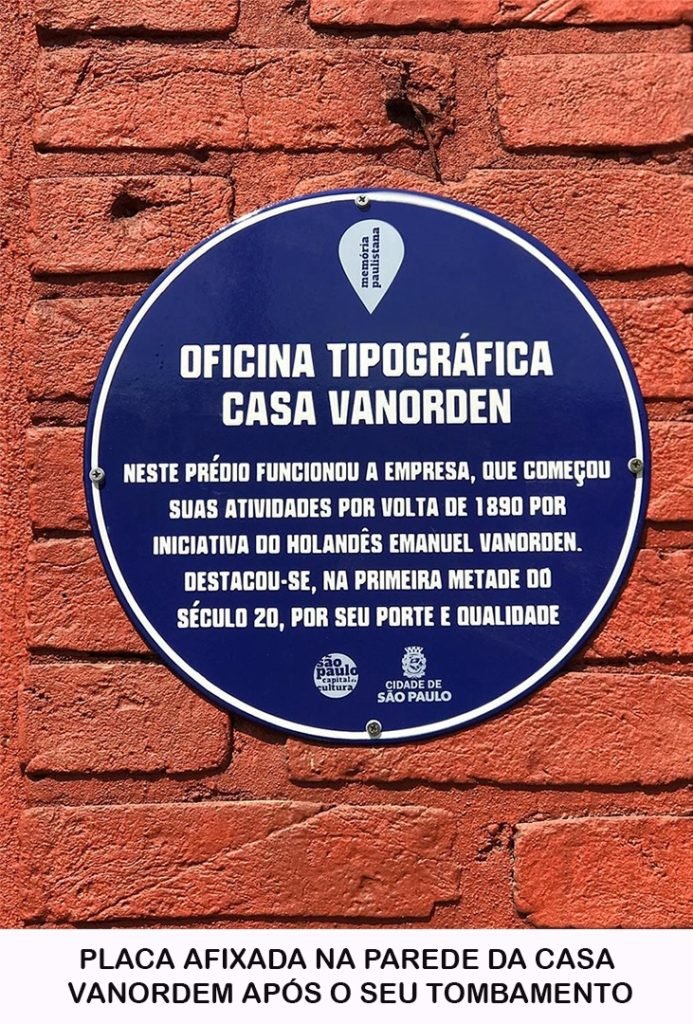 memória
paulistana
OFICINA TIPOGRÁFICA
CASA VANORDEN
NESTE PRÉDIO FUNCIONOU A EMPRESA, QUE COMEÇOU
SUAS ATIVIDADES POR VOLTA DE 1890 POR
INICIATIVA DO HOLANDÊS EMANUEL VANORDEN.
DESTACOU-SE, NA PRIMEIRA METADE DO
SÉCULO 20, POR SEU PORTE E QUALIDADE
são
paulo
capital da
cultura
CIDADE DE
SÃO PAULO
PLACA AFIXADA NA PAREDE DA CASA
VANORDEM APÓS O SEU TOMBAMENTO